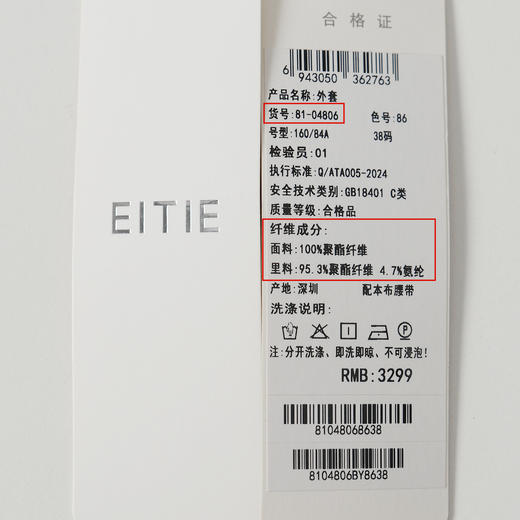 EITIE
合格证
6 943050 362763
产品名称:外套
货号:81-04806 色号:86
号型:160/84A 38码
检验员:01
执行标准:Q/ATA005-2024
安全技术类别:GB18401 C类
质量等级:合格品
纤维成分:
面料:100%聚酯纤维
里料:95.3%聚酯纤维 4.7%氨纶
产地:深圳 配本布腰带
洗涤说明:
注:分开洗涤、即洗即晾、不可浸泡!
RMB:3299
81048068638
8104806BY8638